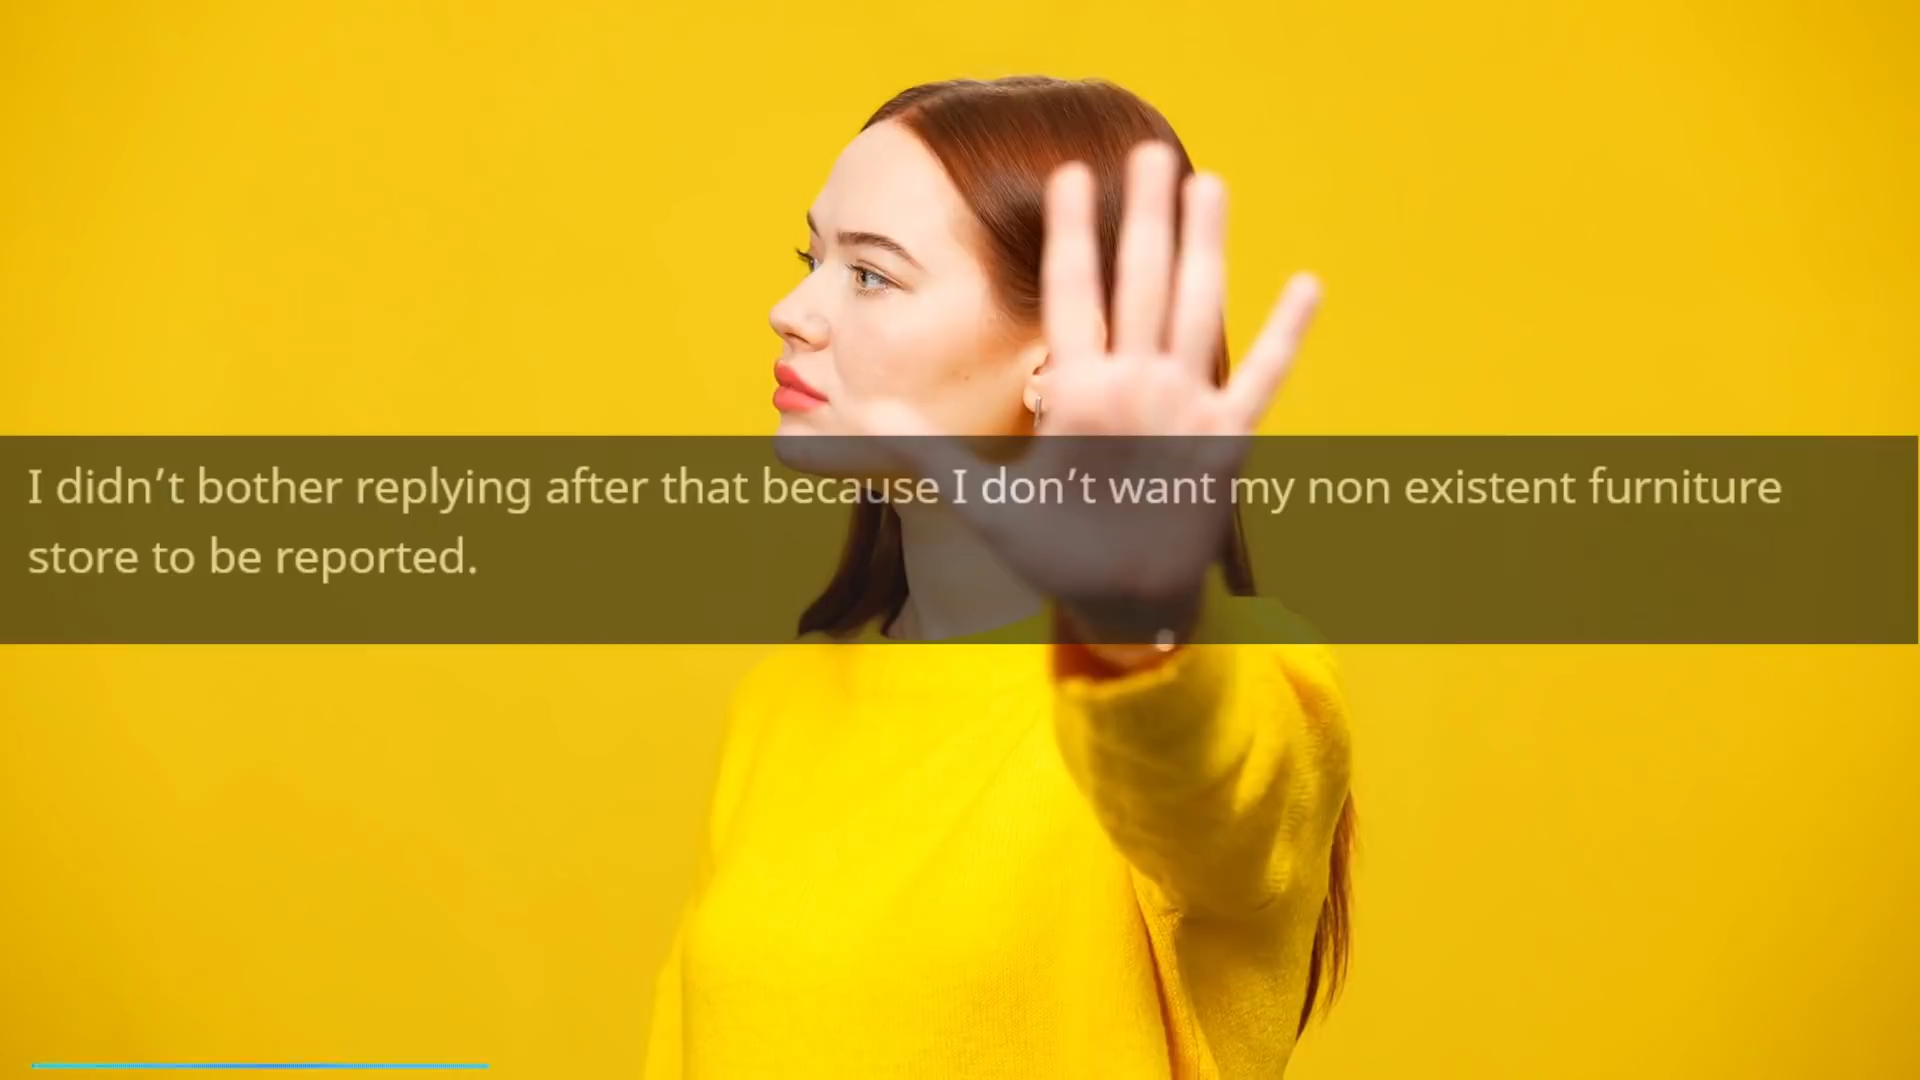 I didn’t bother replying after that because I don’t want my non existent furniture
store to be reported.